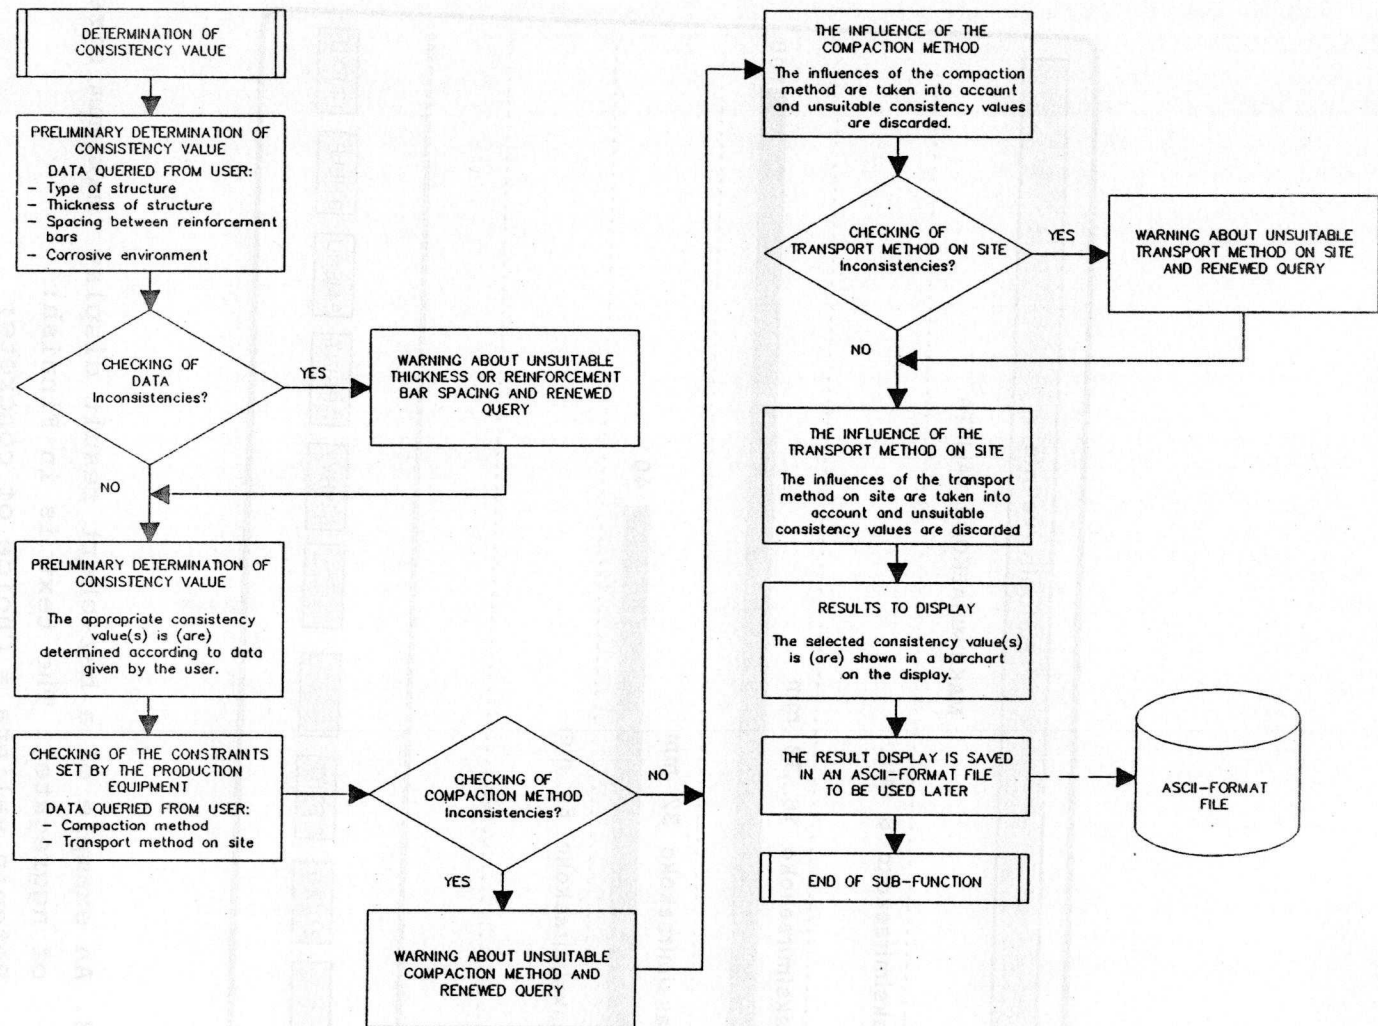 DETERMINATION OF
CONSISTENCY VALUE
PRELIMINARY DETERMINATION OF
CONSISTENCY VALUE
DATA QUERIED FROM USER:
– Type of structure
– Thickness of structure
– Spacing between reinforcement
bars
– Corrosive environment
CHECKING OF
DATA
Inconsistencies?
YES
WARNING ABOUT UNSUITABLE
THICKNESS OR REINFORCEMENT
BAR SPACING AND RENEWED
QUERY
NO
PRELIMINARY DETERMINATION OF
CONSISTENCY VALUE
The appropriate consistency
value(s) is (are)
determined according to data
given by the user.
CHECKING OF THE CONSTRAINTS
SET BY THE PRODUCTION
EQUIPMENT
DATA QUERIED FROM USER:
– Compaction method
– Transport method on site
CHECKING OF
COMPACTION METHOD
Inconsistencies?
NO
YES
WARNING ABOUT UNSUITABLE
COMPACTION METHOD AND
RENEWED QUERY
THE INFLUENCE OF THE
COMPACTION METHOD
The influences of the compaction
method are taken into account
and unsuitable consistency values
are discarded.
CHECKING OF
TRANSPORT METHOD ON SITE
Inconsistencies?
YES
WARNING ABOUT UNSUITABLE
TRANSPORT METHOD ON SITE
AND RENEWED QUERY
NO
THE INFLUENCE OF THE
TRANSPORT METHOD ON SITE
The influences of the transport
method on site are taken into
account and unsuitable
consistency values are discarded
RESULTS TO DISPLAY
The selected consistency value(s)
is (are) shown in a barchart
on the display.
THE RESULT DISPLAY IS SAVED
IN AN ASCII–FORMAT FILE
TO BE USED LATER
ASCII–FORMAT
FILE
END OF SUB–FUNCTION